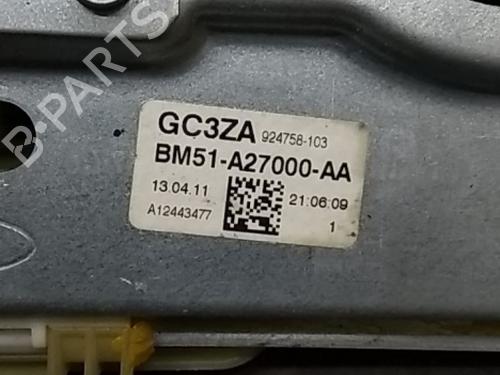 B-PARTS
GC3ZA 924758-103
BM51-A27000-AA
13.04.11 21:06:09
A12443477 1